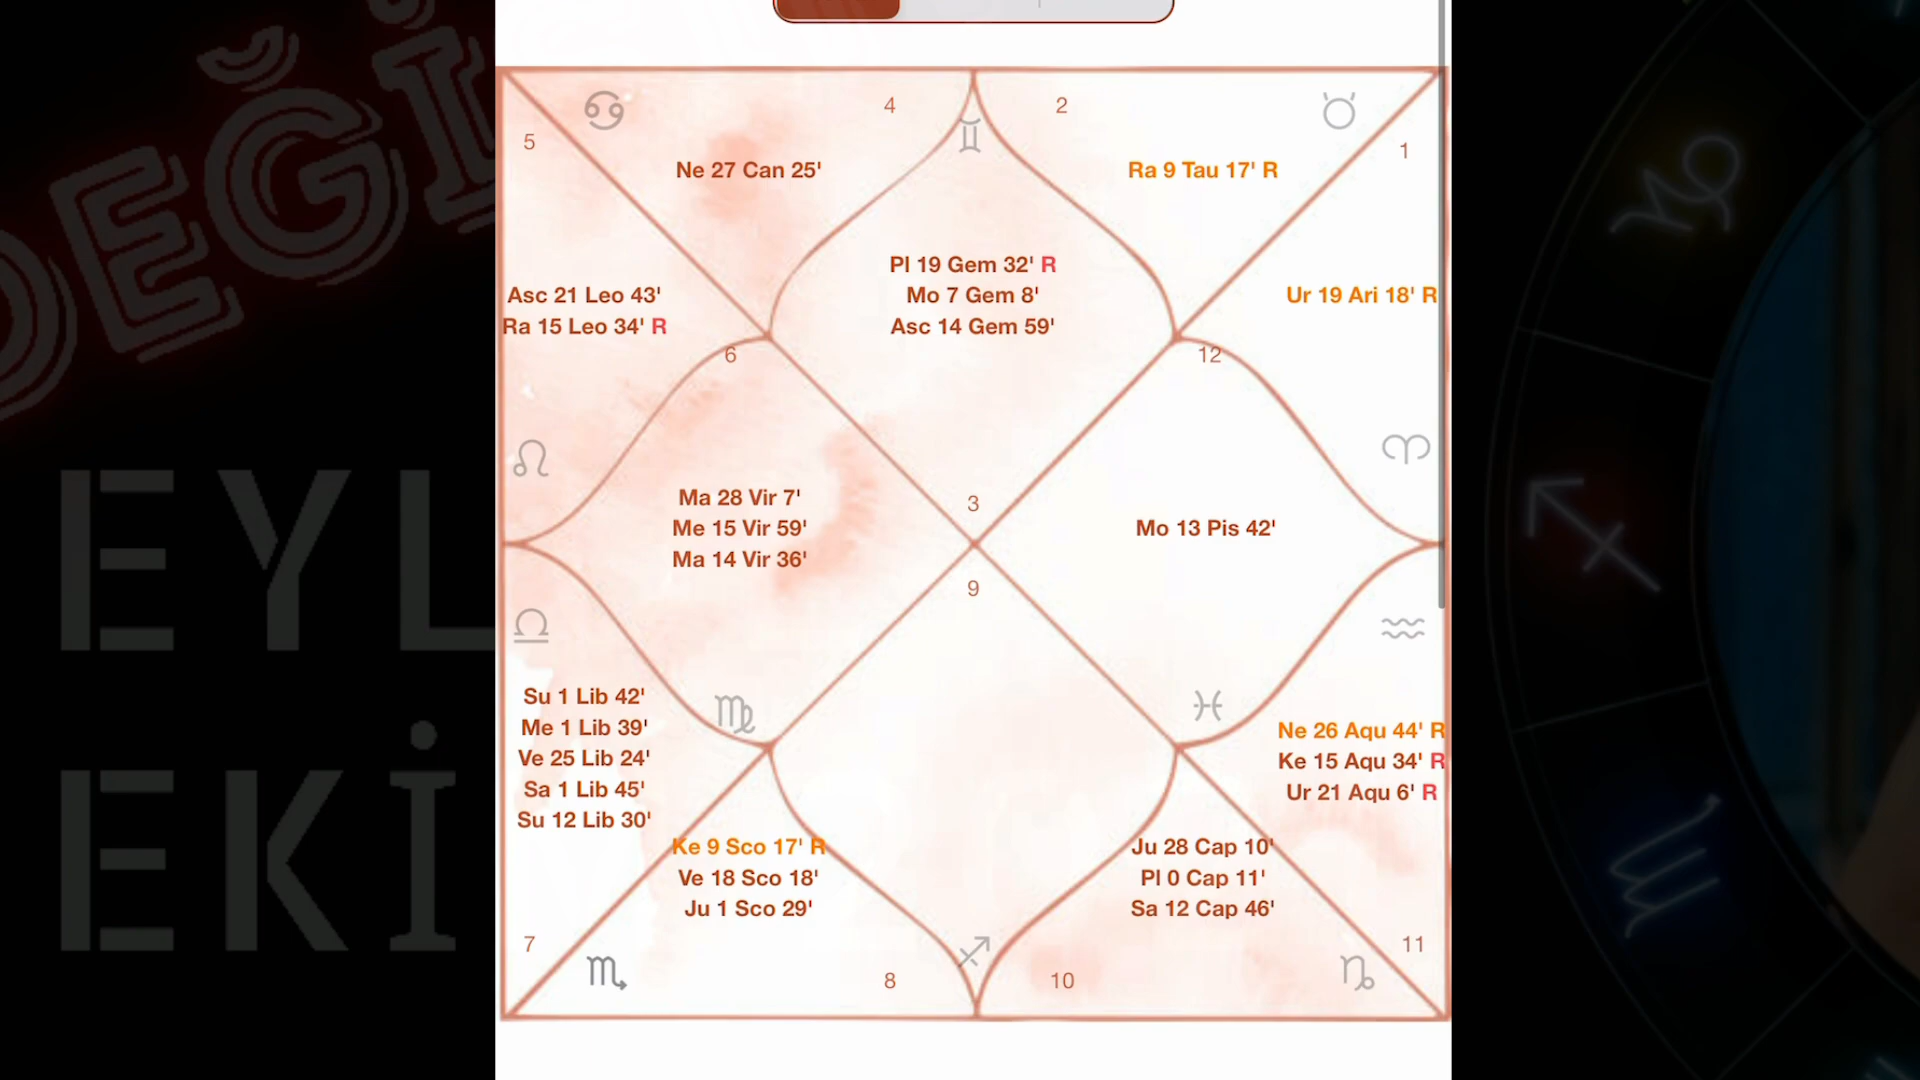 DEĞİ
EYL
EKİ
4
2
5
1
Ne 27 Can 25'
Ra 9 Tau 17' R
Pl 19 Gem 32' R
Mo 7 Gem 8'
Asc 14 Gem 59'
Asc 21 Leo 43'
Ra 15 Leo 34' R
Ur 19 Ari 18' R
6
12
Ma 28 Vir 7'
Me 15 Vir 59'
Ma 14 Vir 36'
3
Mo 13 Pis 42'
9
Su 1 Lib 42'
Me 1 Lib 39'
Ve 25 Lib 24'
Sa 1 Lib 45'
Su 12 Lib 30'
Ne 26 Aqu 44' R
Ke 15 Aqu 34' R
Ur 21 Aqu 6' R
Ke 9 Sco 17' R
Ve 18 Sco 18'
Ju 1 Sco 29'
Ju 28 Cap 10'
Pl 0 Cap 11'
Sa 12 Cap 46'
7
11
8
10